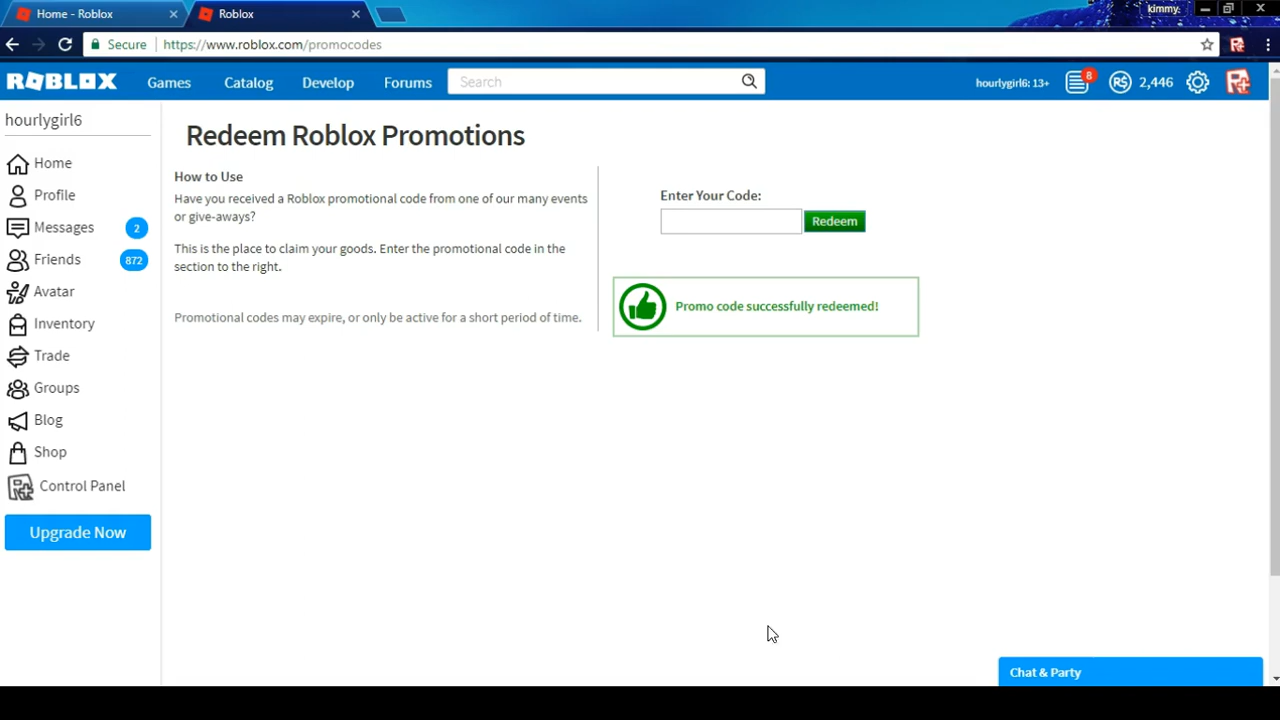 Home - Roblox
Roblox
kimmy.
Secure https://www.roblox.com/promocodes
ROBLOX Games Catalog Develop Forums Search hourlygirl6: 13+ 8 R$ 2,446
hourlygirl6
Home
Profile
Messages 2
Friends 872
Avatar
Inventory
Trade
Groups
Blog
Shop
Control Panel
Upgrade Now
Redeem Roblox Promotions
How to Use
Have you received a Roblox promotional code from one of our many events
or give-aways?
This is the place to claim your goods. Enter the promotional code in the
section to the right.
Promotional codes may expire, or only be active for a short period of time.
Enter Your Code:
Redeem
Promo code successfully redeemed!
Chat & Party